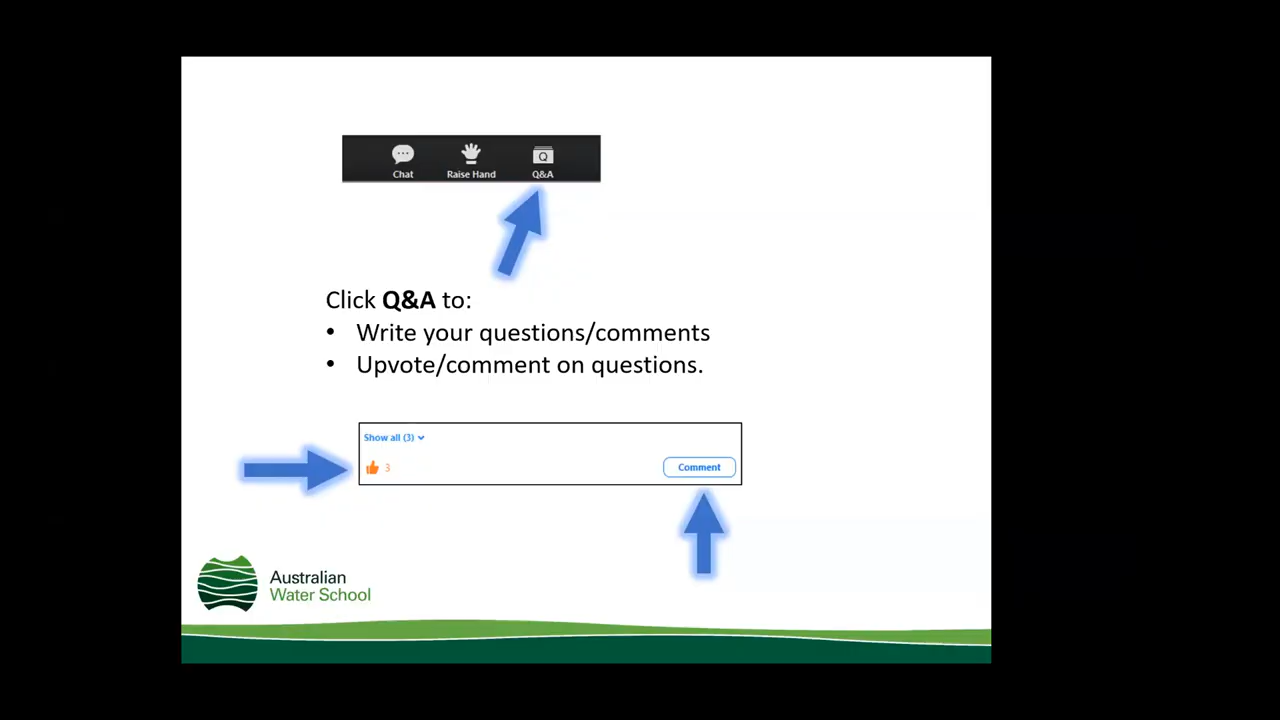 Chat Raise Hand Q&A
Click Q&A to:
• Write your questions/comments
• Upvote/comment on questions.
Show all (3)
3 Comment
Australian
Water School